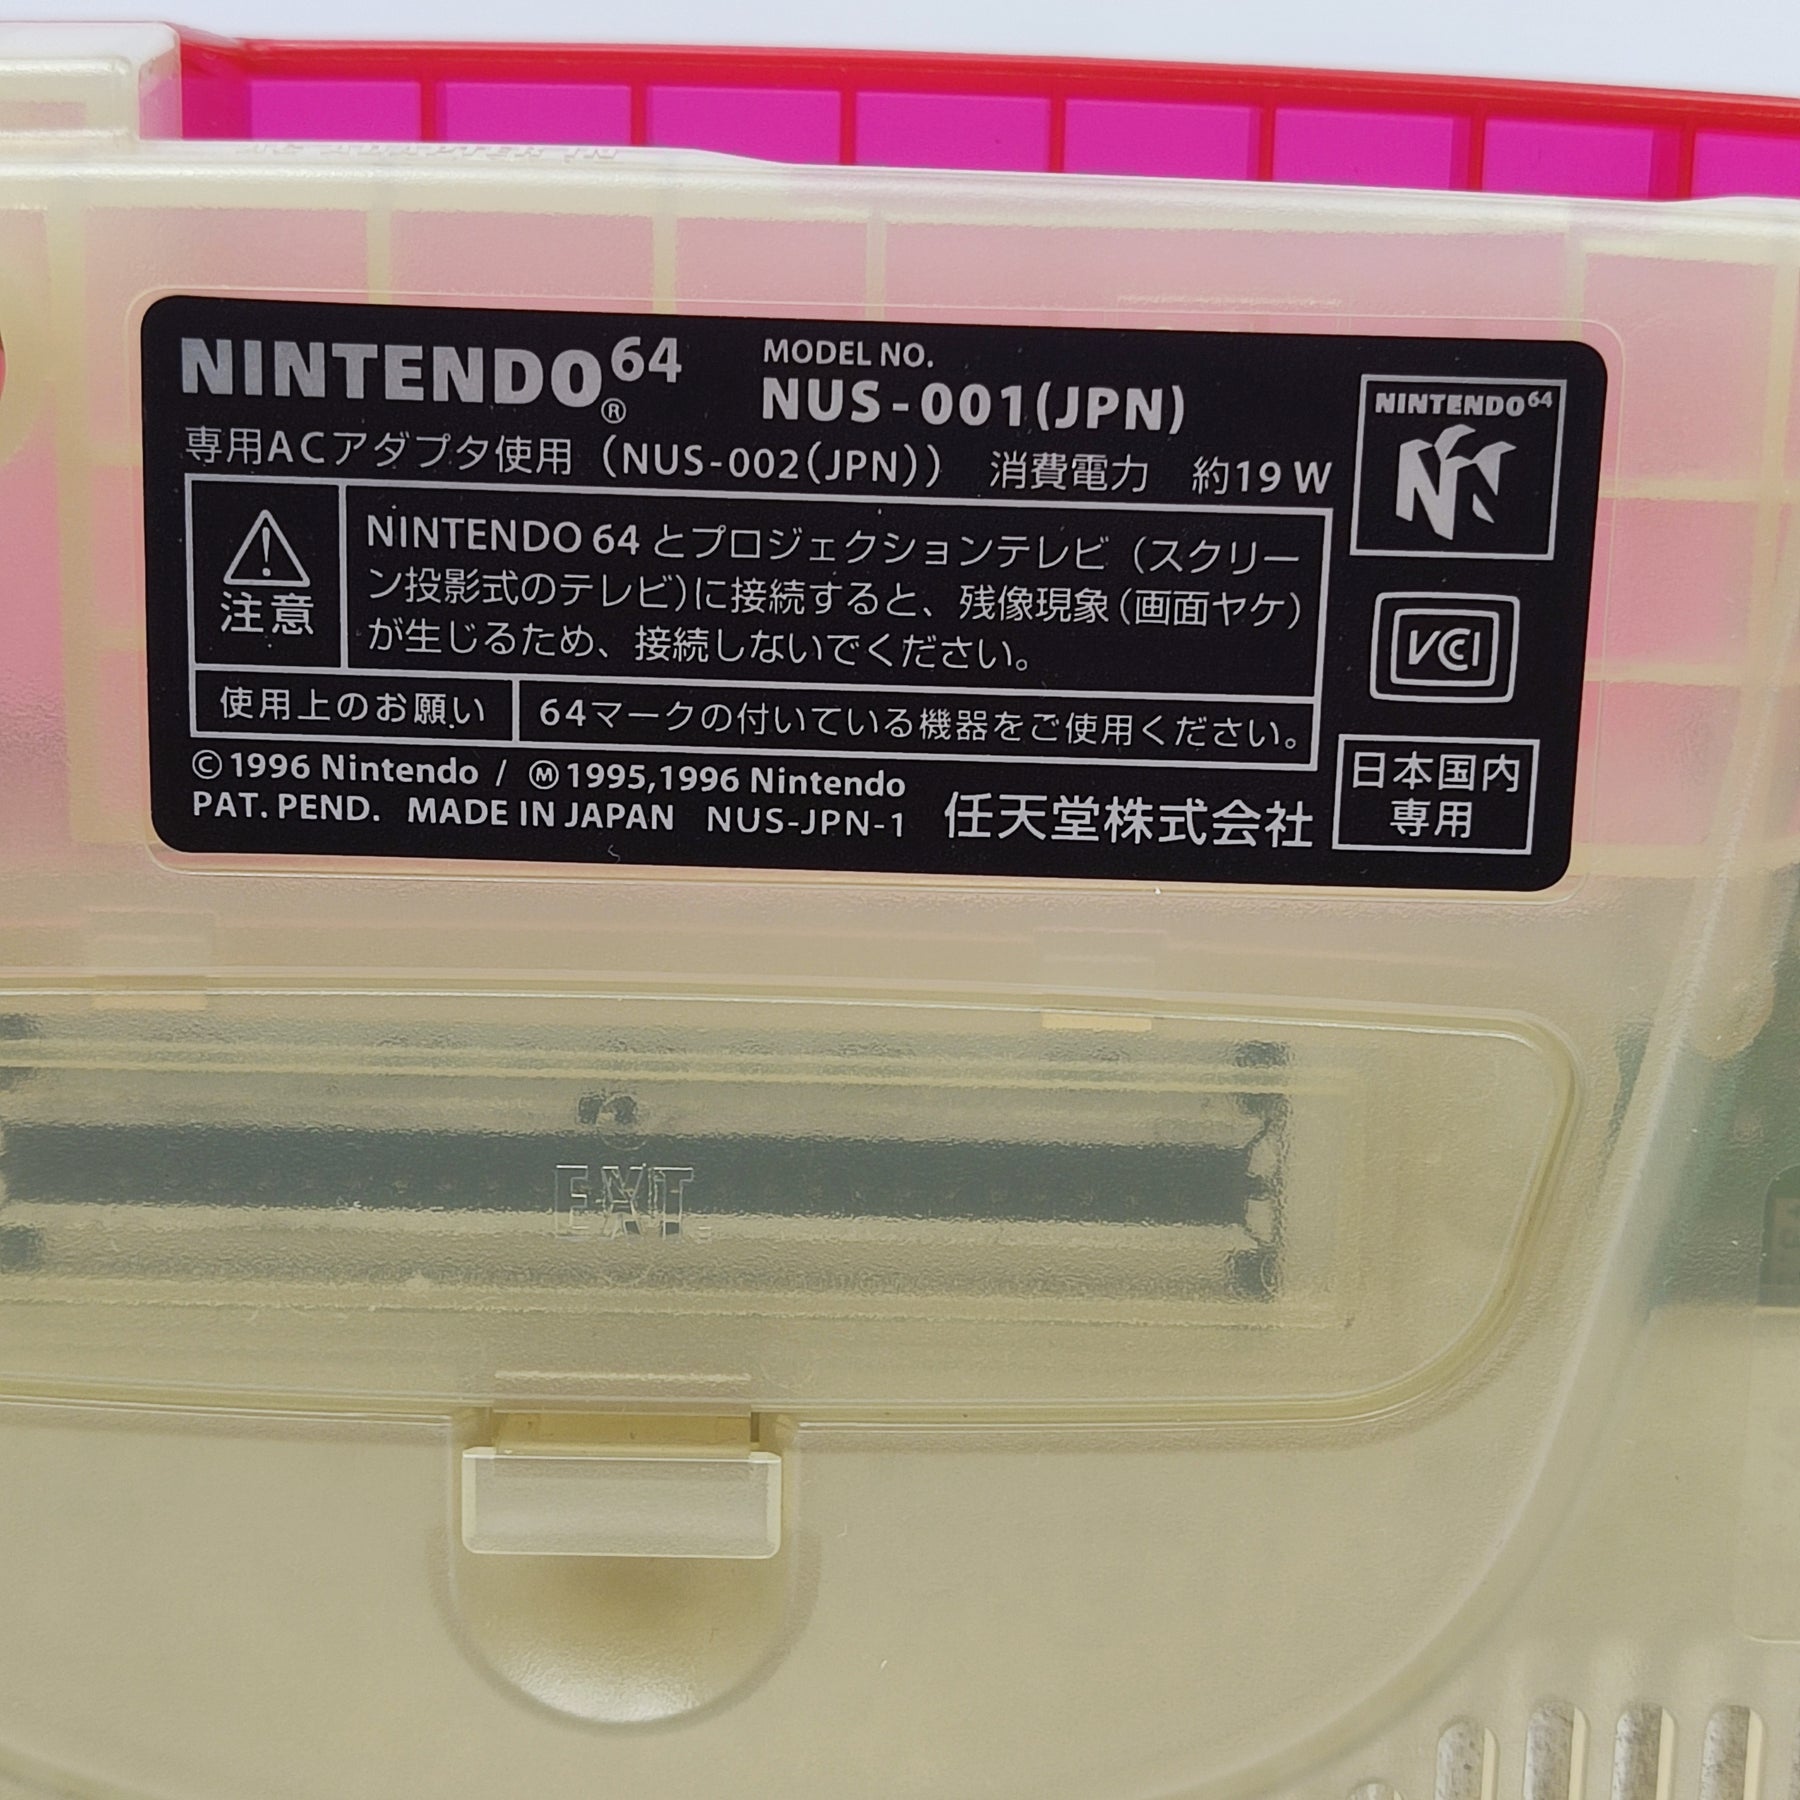 NINTENDO64®
MODEL NO.
NUS-001(JPN)
専用ACアダプタ使用（NUS-002(JPN)） 消費電力 約19W
NINTENDO64
注意
NINTENDO 64 とプロジェクションテレビ（スクリー
ン投影式のテレビ）に接続すると、残像現象（画面ヤケ）
が生じるため、接続しないでください。
VCCI
使用上のお願い
64マークの付いている機器をご使用ください。
© 1996 Nintendo / Ⓜ 1995,1996 Nintendo
PAT. PEND. MADE IN JAPAN NUS-JPN-1
任天堂株式会社
日本国内
専用
EXT.